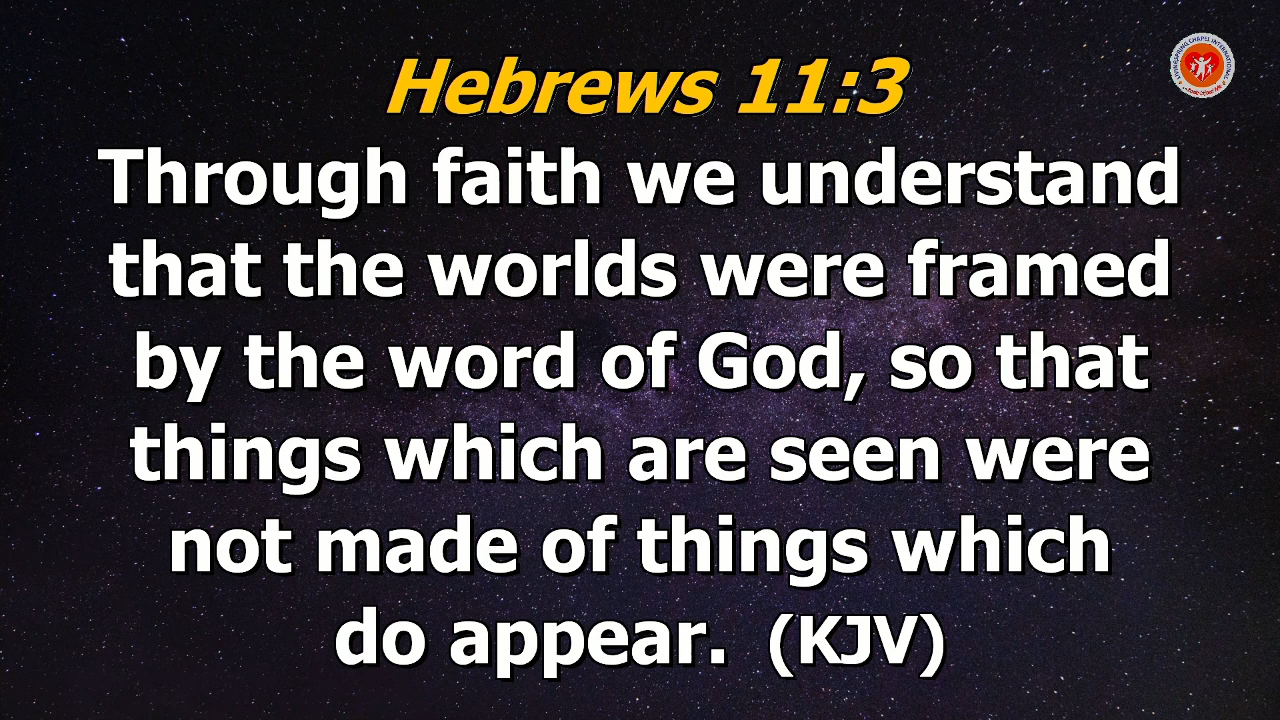 Hebrews 11:3
Through faith we understand
that the worlds were framed
by the word of God, so that
things which are seen were
not made of things which
do appear. (KJV)